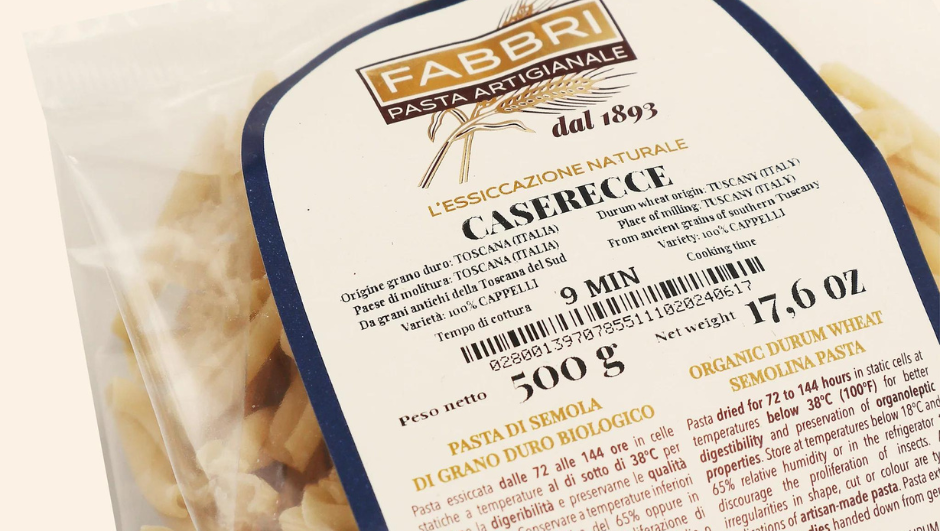 FABBRI
PASTA ARTIGIANALE
dal 1893
L'ESSICCAZIONE NATURALE
CASERECCE
Origine grano duro: TOSCANA (ITALIA)
Paese di molitura: TOSCANA (ITALIA)
Da grani antichi della Toscana del Sud
Varietà: 100% CAPPELLI
Tempo di cottura
Durum wheat origin: TUSCANY (ITALY)
Place of milling: TUSCANY (ITALY)
From ancient grains of southern Tuscany
Variety: 100% CAPPELLI
Cooking time
9 MIN
02800139707855111020240617
Peso netto 500 g
Net weight 17,6 OZ
PASTA DI SEMOLA
DI GRANO DURO BIOLOGICO
Pasta essiccata dalle 72 alle 144 ore in celle
statiche a temperature al di sotto di 38°C per
la digeribilità e preservarne le qualità
Conservare a temperature inferiori
del 65% oppure in
ORGANIC DURUM WHEAT
SEMOLINA PASTA
Pasta dried for 72 to 144 hours in static cells at
temperatures below 38°C (100°F) for better
digestibility and preservation of organoleptic
properties. Store at temperatures below 18°C and
65% relative humidity or in the refrigerator
discourage the proliferation of insects.
irregularities in shape, cut or colour are
of artisan-made pasta. Pasta
handed down from